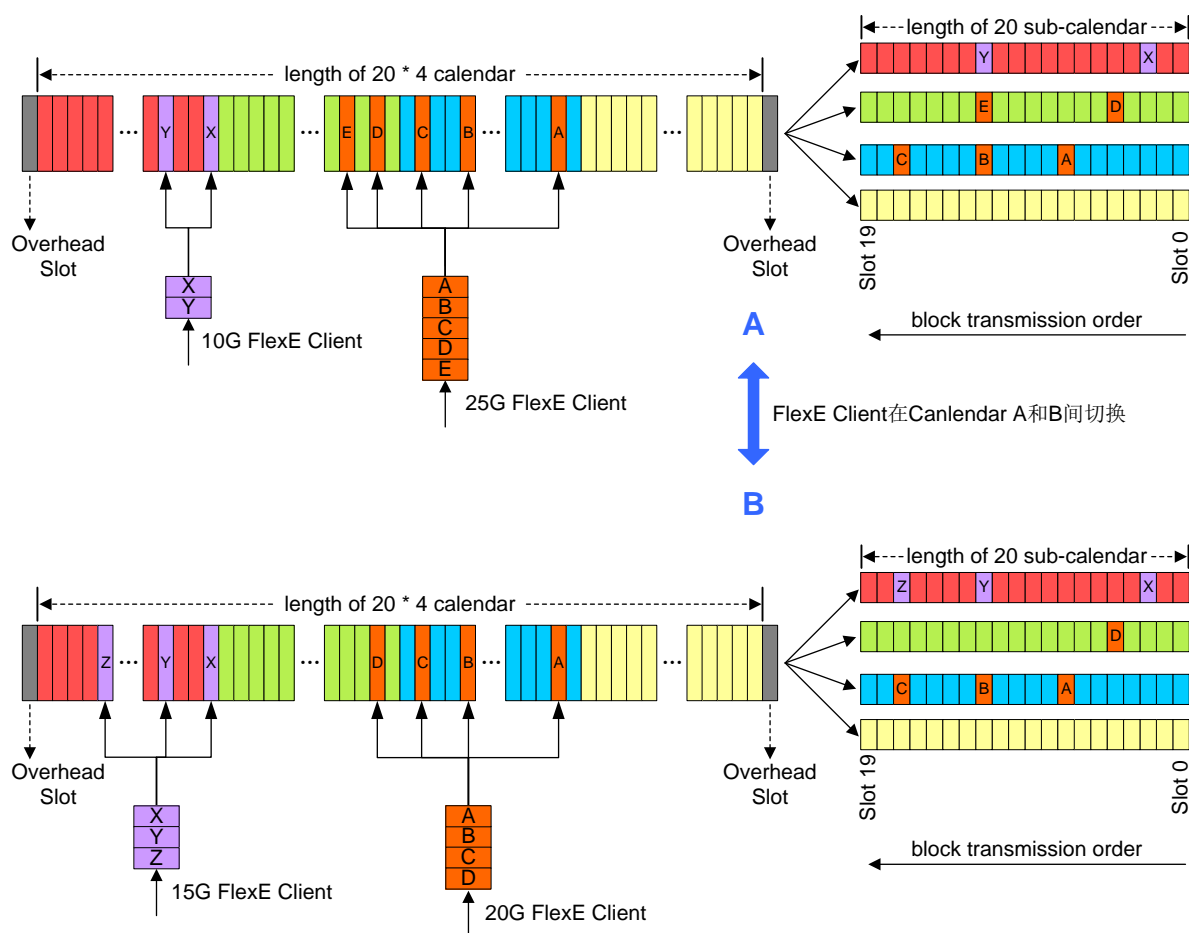 length of 20 sub-calendar
length of 20 * 4 calendar
Y X
E D
C B A
... Y X ... E D C B ... A ...
Overhead
Slot
Overhead
Slot
Slot 19
Slot 0
X
Y
A
B
C
D
E
10G FlexE Client
25G FlexE Client
block transmission order
A
FlexE Client在Canlendar A和B间切换
B
length of 20 sub-calendar
length of 20 * 4 calendar
Z Y X
D
C B A
Z ... Y X ... D C B ... A ...
Overhead
Slot
Overhead
Slot
Slot 19
Slot 0
X
Y
Z
A
B
C
D
15G FlexE Client
20G FlexE Client
block transmission order